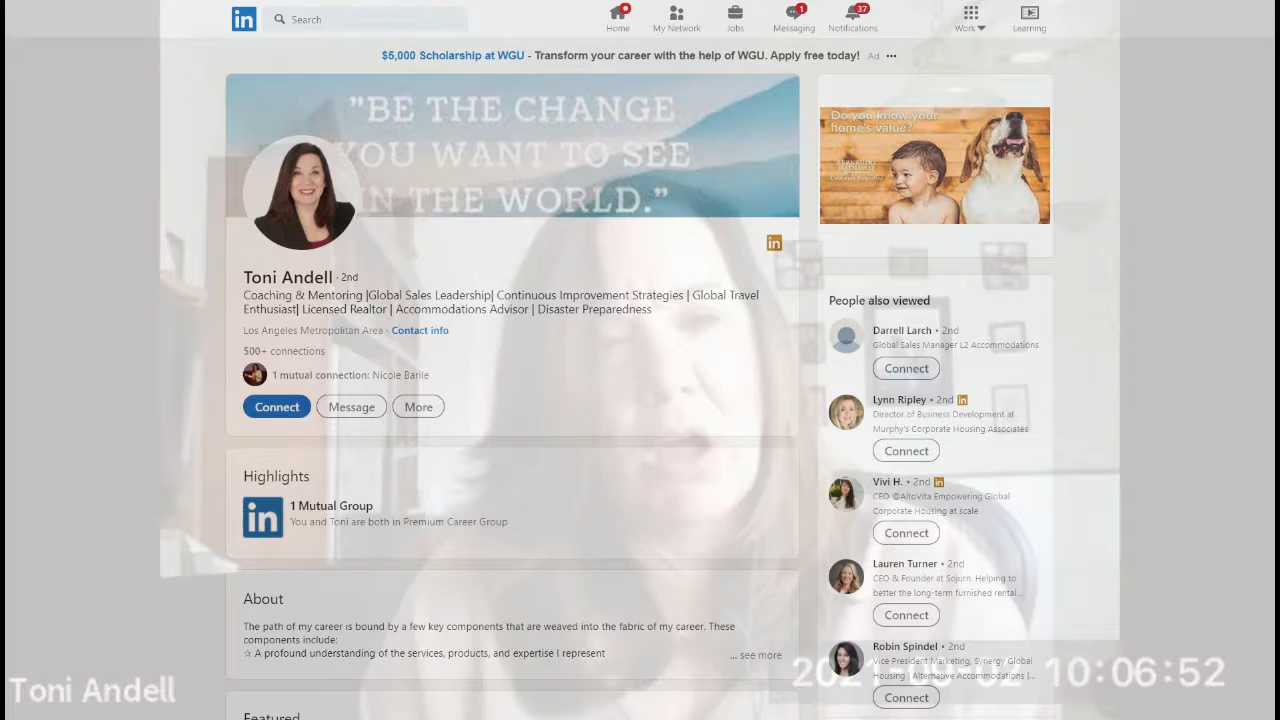 in
Search
Home
My Network
Jobs
1
Messaging
37
Notifications
Work
Learning
$5,000 Scholarship at WGU - Transform your career with the help of WGU. Apply free today! Ad •••
"BE THE CHANGE
YOU WANT TO SEE
IN THE WORLD."
in
Toni Andell · 2nd
Coaching & Mentoring |Global Sales Leadership| Continuous Improvement Strategies | Global Travel
Enthusiast| Licensed Realtor | Accommodations Advisor | Disaster Preparedness
Los Angeles Metropolitan Area · Contact info
500+ connections
1 mutual connection: Nicole Barile
Connect
Message
More
Highlights
in
1 Mutual Group
You and Toni are both in Premium Career Group
About
The path of my career is bound by a few key components that are weaved into the fabric of my career. These
components include:
☆ A profound understanding of the services, products, and expertise I represent
... see more
Featured
Do you know your
home's value?
People also viewed
Darrell Larch • 2nd
Global Sales Manager L2 Accommodations
Connect
Lynn Ripley • 2nd in
Director of Business Development at
Murphy's Corporate Housing Associates
Connect
Vivi H. • 2nd in
CEO @AltoVita Empowering Global
Corporate Housing at scale
Connect
Lauren Turner • 2nd
CEO & Founder at Sojurn. Helping to
better the long-term furnished rental...
Connect
Robin Spindel • 2nd
Vice President Marketing, Synergy Global
Housing | Alternative Accommodations |...
Connect
Toni Andell
10:06:52